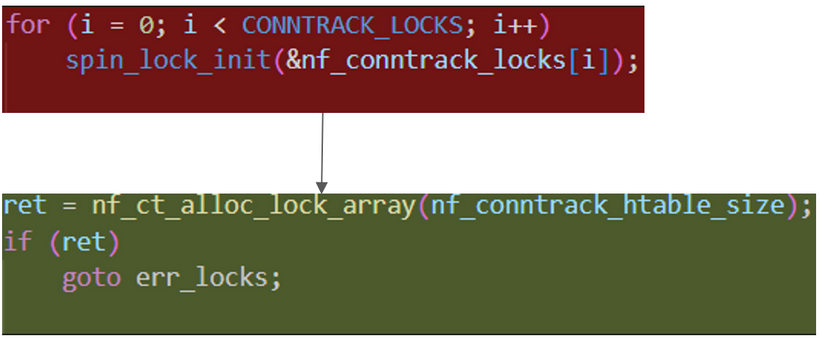 for (i = 0; i < CONNTRACK_LOCKS; i++)
    spin_lock_init(&nf_conntrack_locks[i]);
ret = nf_ct_alloc_lock_array(nf_conntrack_htable_size);
if (ret)
    goto err_locks;